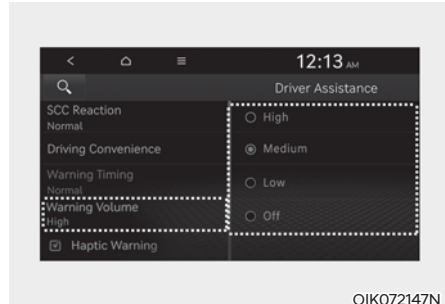 12:13 AM
Driver Assistance
SCC Reaction
Normal
Driving Convenience
Warning Timing
Normal
Warning Volume
High
Haptic Warning
High
Medium
Low
Off
OIK072147N